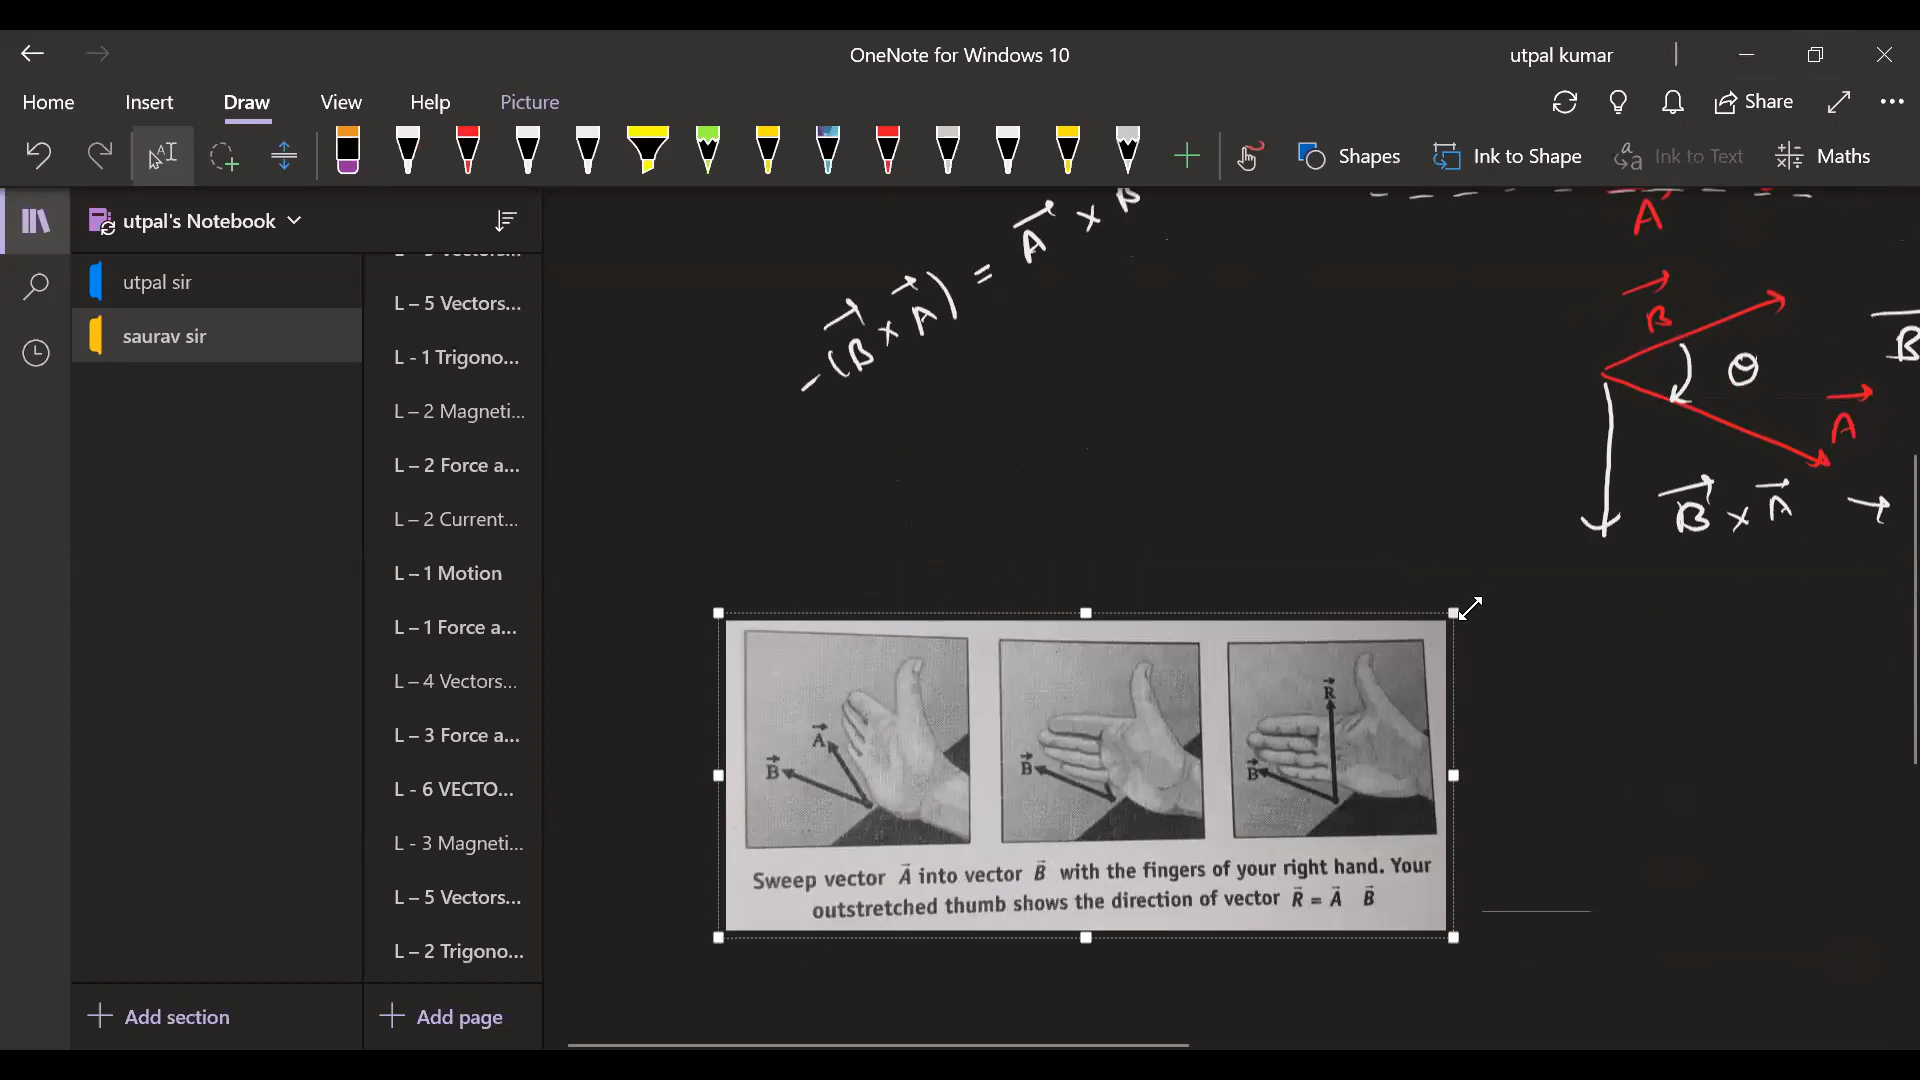 OneNote for Windows 10
utpal kumar
Home Insert Draw View Help Picture
Share
Shapes Ink to Shape Ink to Text Maths
utpal's Notebook
utpal sir
saurav sir
L – 5 Vectors...
L - 1 Trigono...
L – 2 Magneti...
L – 2 Force a...
L – 2 Current...
L – 1 Motion
L – 1 Force a...
L – 4 Vectors...
L – 3 Force a...
L - 6 VECTO...
L - 3 Magneti...
L – 5 Vectors...
L – 2 Trigono...
Add section
Add page
-(B⃗ × A⃗) = A⃗ × B
A⃗
B⃗
θ
A⃗
B
B⃗ × A⃗ →
A⃗
B⃗
B⃗
R⃗
B⃗
Sweep vector A⃗ into vector B⃗ with the fingers of your right hand. Your
outstretched thumb shows the direction of vector R⃗ = A⃗ B⃗